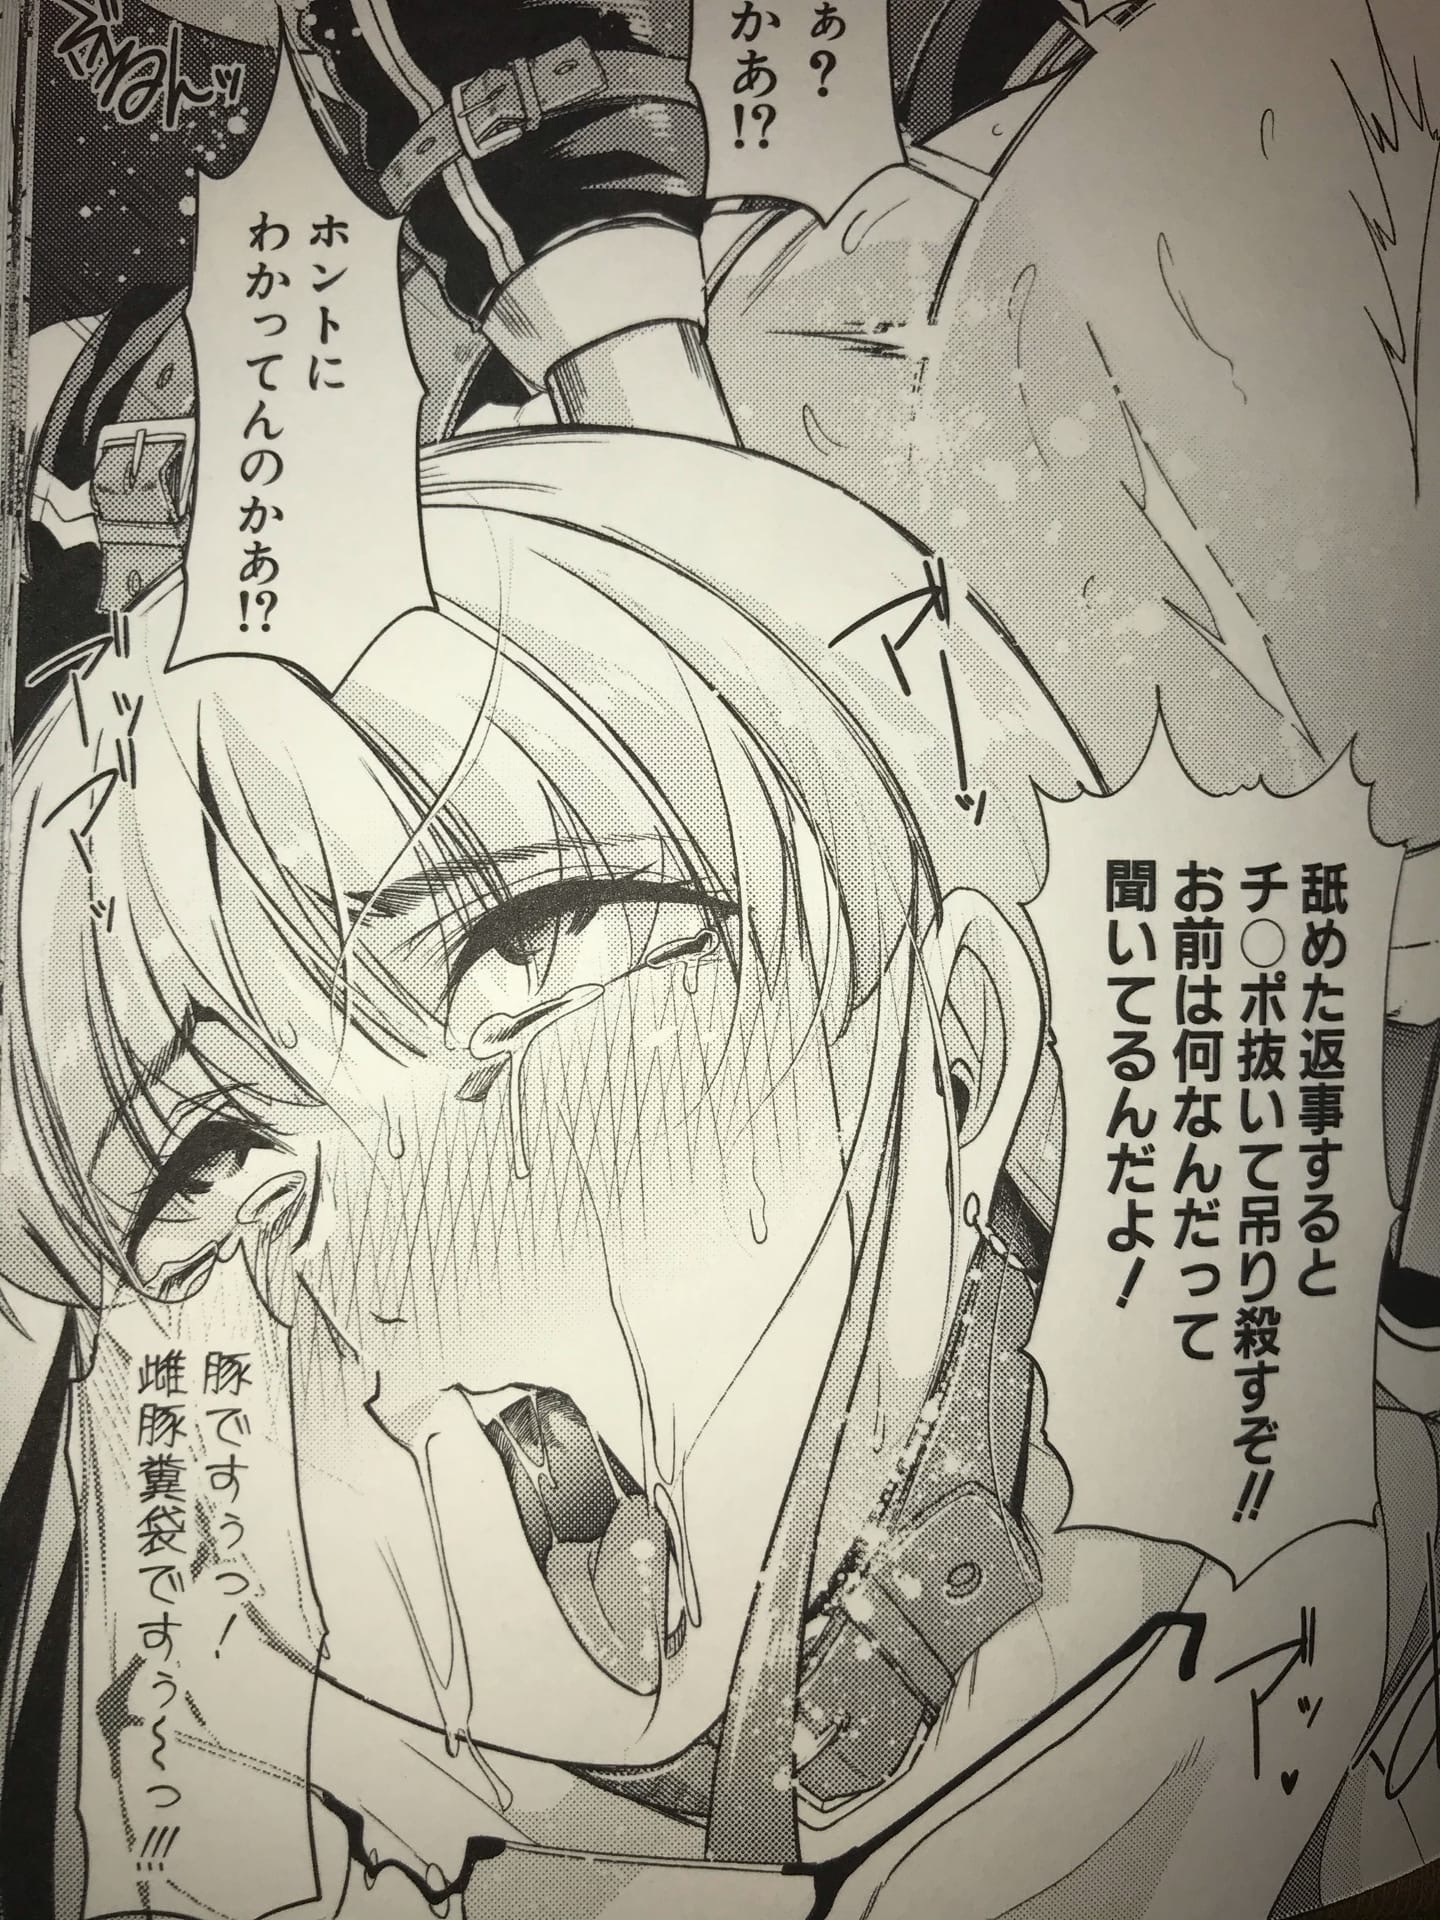 ぁ?
かあ!?
ホントに
わかってんのかあ!?
舐めた返事すると
チ○ポ抜いて吊り殺すぞ!!
お前は何なんだって
聞いてるんだよ!
豚ですぅっ!
雌豚糞袋ですぅ〜っ!!!